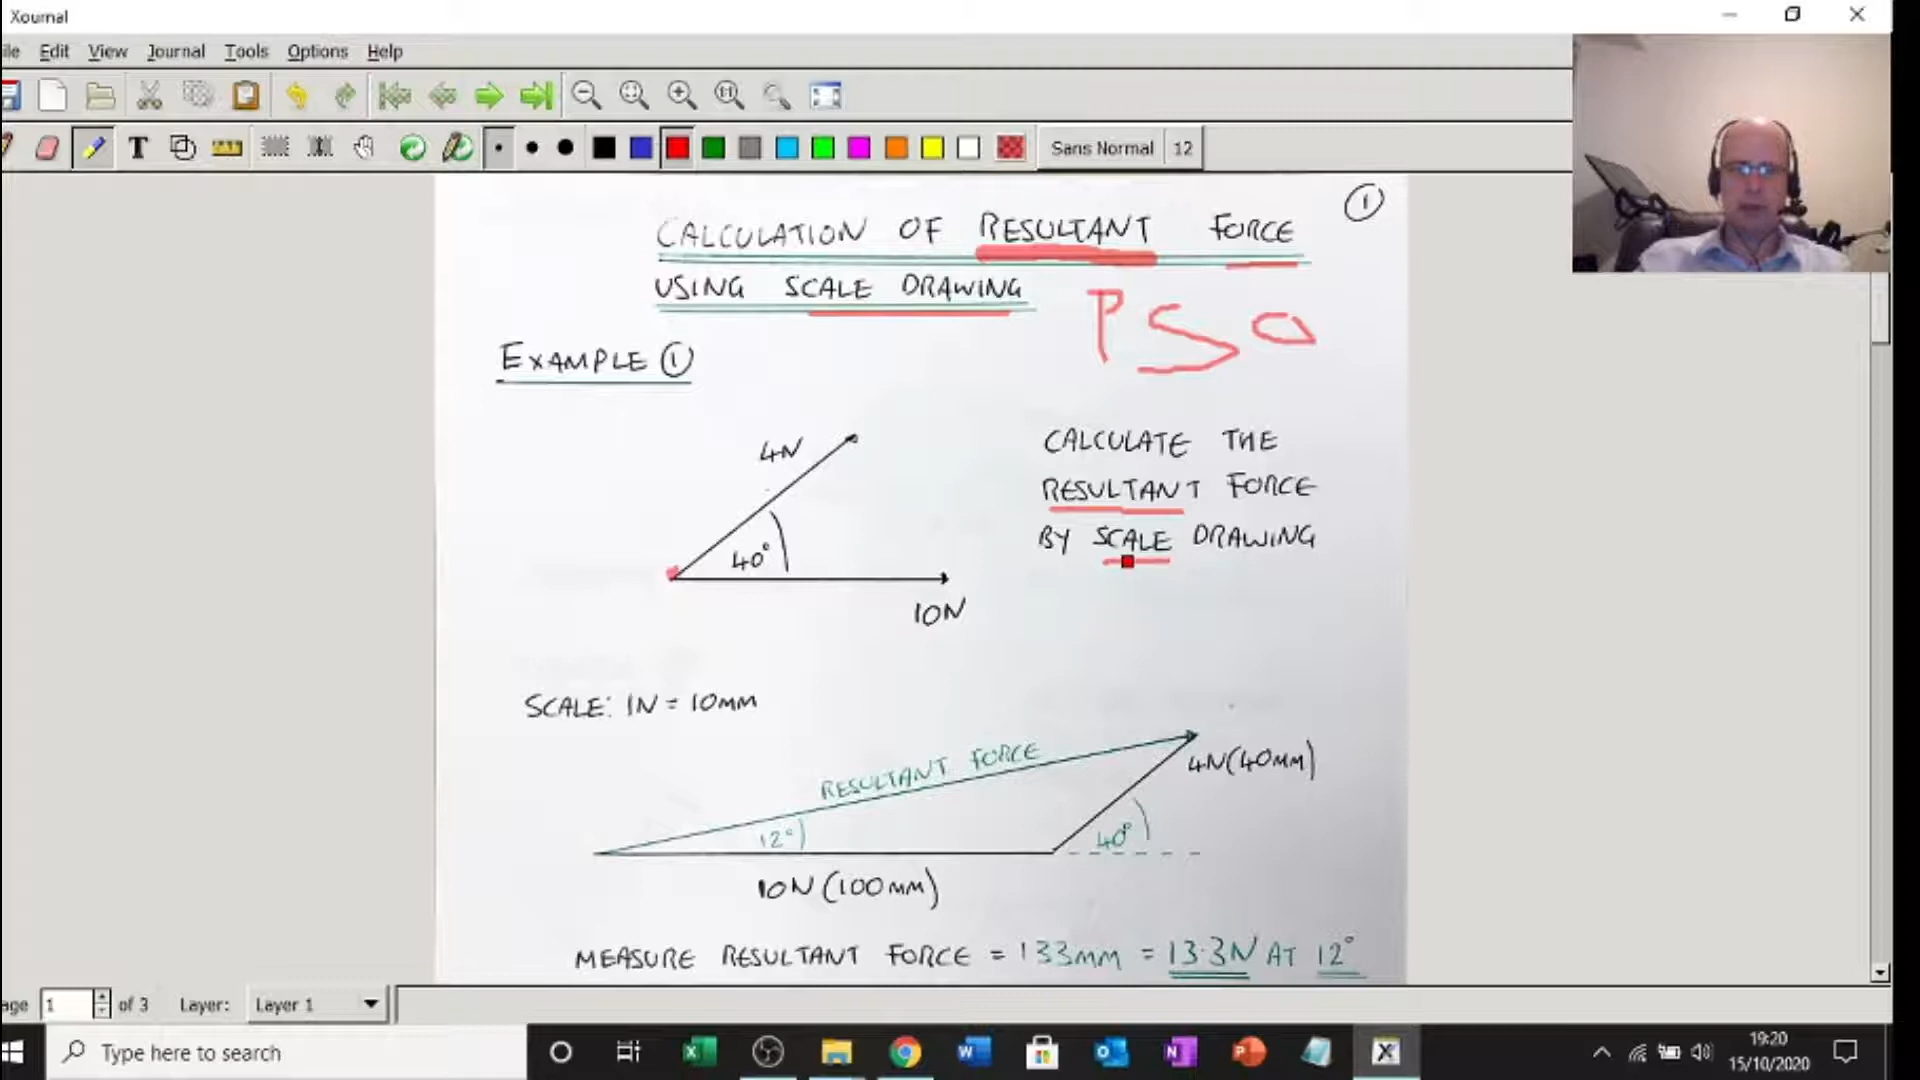 Xournal
ile Edit View Journal Tools Options Help
T Sans Normal 12
①
CALCULATION OF RESULTANT FORCE
USING SCALE DRAWING
EXAMPLE ①
4N
40°
10N
CALCULATE THE
RESULTANT FORCE
BY SCALE DRAWING
SCALE: 1N = 10MM
RESULTANT FORCE
4N(40MM)
12°
40°
10N (100MM)
MEASURE RESULTANT FORCE = 133MM = 13.3N AT 12°
age 1 of 3 Layer: Layer 1
Type here to search
19:20
15/10/2020